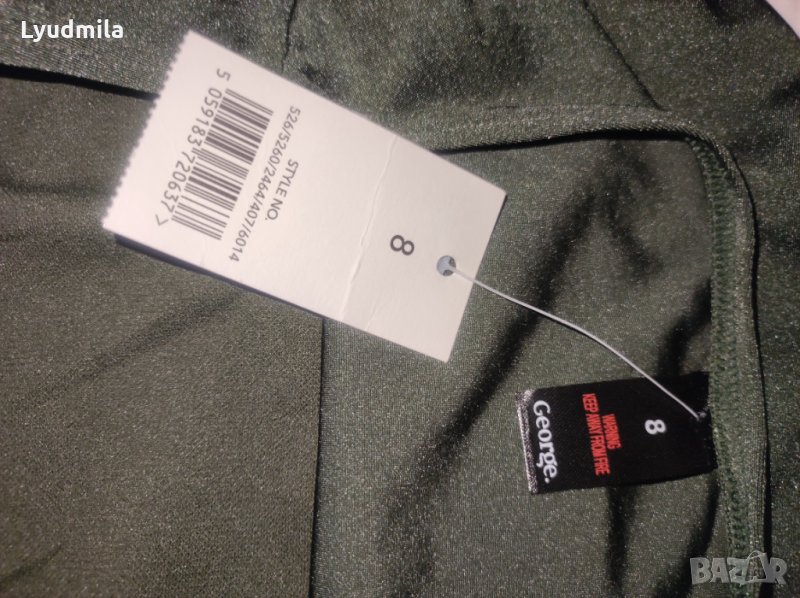 Lyudmila
5 059183 720637 >
STYLE NO.
526/5260/2464/407/6014
8
8
WARNING
KEEP AWAY FROM FIRE
George.
BAZAR